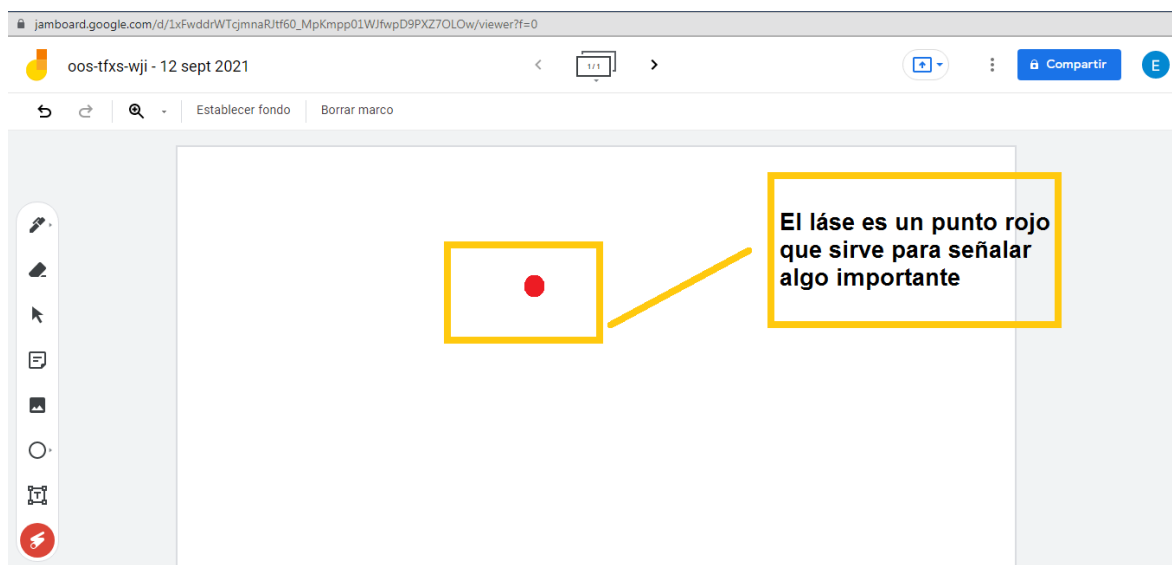 jamboard.google.com/d/1xFwddrWTcjmnaRJtf60_MpKmpp01WJfwpD9PXZ7OLOw/viewer?f=0
oos-tfxs-wji - 12 sept 2021
1/1
Compartir
E
Establecer fondo
Borrar marco
El láse es un punto rojo
que sirve para señalar
algo importante
T